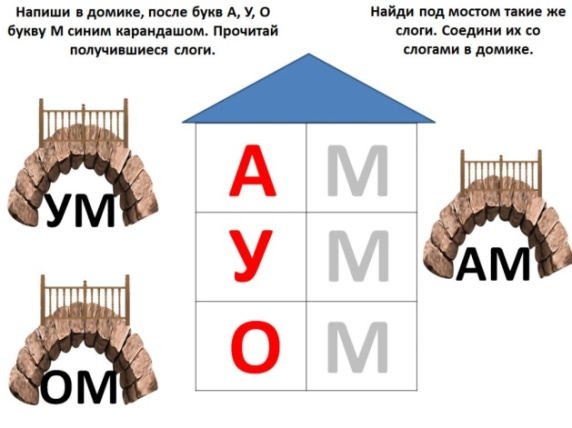 Напиши в домике, после букв А, У, О
букву М синим карандашом. Прочитай
получившиеся слоги.
Найди под мостом такие же
слоги. Соедини их со
слогами в домике.
УМ
ОМ
А М
У М
О М
АМ